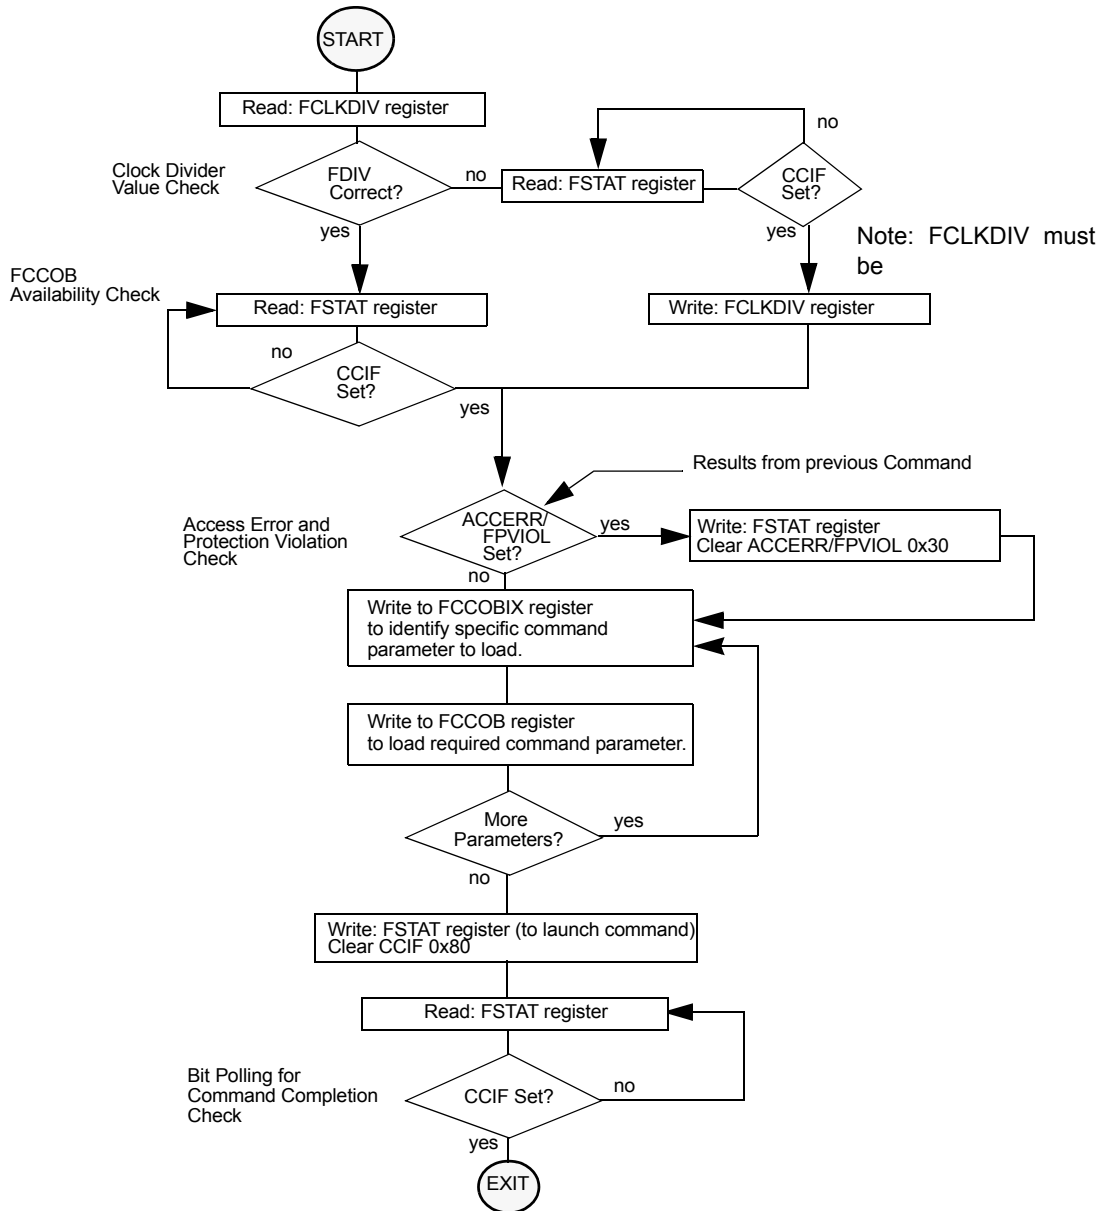 START
Read: FCLKDIV register
no
Clock Divider
Value Check
FDIV
Correct?
no
Read: FSTAT register
CCIF
Set?
yes
yes
Note: FCLKDIV must
be
FCCOB
Availability Check
Read: FSTAT register
Write: FCLKDIV register
no
CCIF
Set?
yes
Results from previous Command
Access Error and
Protection Violation
Check
ACCERR/
FPVIOL
Set?
yes
Write: FSTAT register
Clear ACCERR/FPVIOL 0x30
no
Write to FCCOBIX register
to identify specific command
parameter to load.
Write to FCCOB register
to load required command parameter.
More
Parameters?
yes
no
Write: FSTAT register (to launch command)
Clear CCIF 0x80
Read: FSTAT register
Bit Polling for
Command Completion
Check
CCIF Set?
no
yes
EXIT